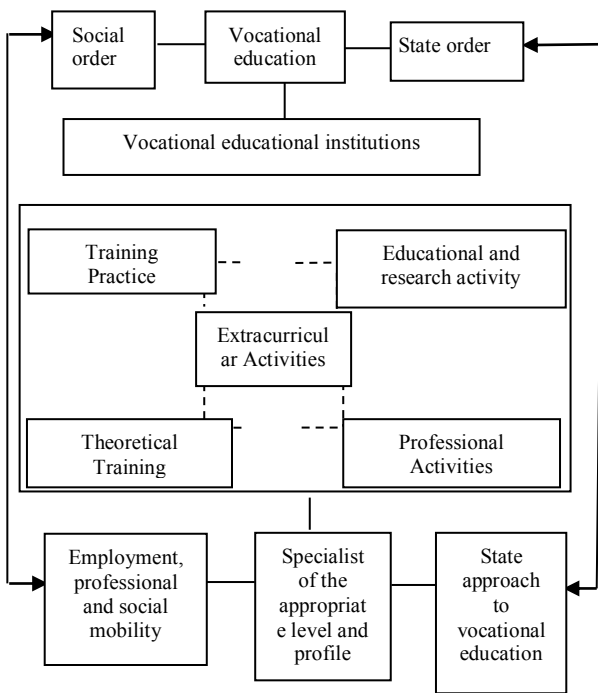 Social
order
Vocational
education
State order
Vocational educational institutions
Training
Practice
Educational and
research activity
Extracurricul
ar Activities
Theoretical
Training
Professional
Activities
Employment,
professional
and social
mobility
Specialist
of the
appropriat
e level and
profile
State
approach
to
vocational
education